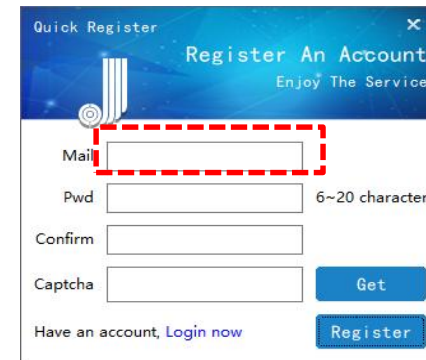 Quick Register
Register An Account
Enjoy The Service
Mail
Pwd 6~20 character
Confirm
Captcha Get
Have an account, Login now Register